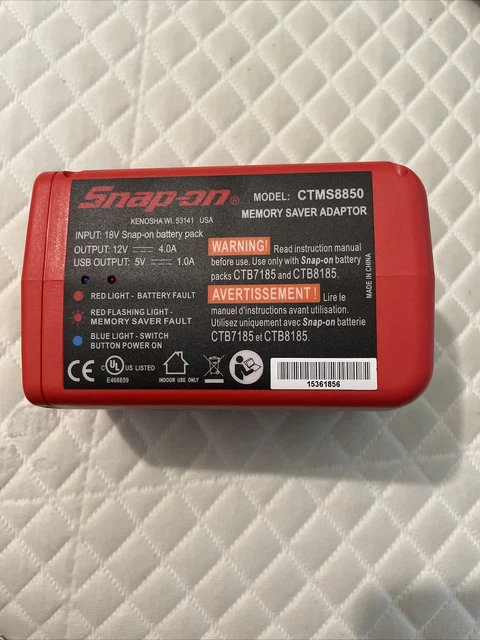 Snap-on®
KENOSHA WI. 53141 USA
MODEL: CTMS8850
MEMORY SAVER ADAPTOR
INPUT: 18V Snap-on battery pack
OUTPUT: 12V 4.0A
USB OUTPUT: 5V 1.0A
RED LIGHT - BATTERY FAULT
RED FLASHING LIGHT -
MEMORY SAVER FAULT
BLUE LIGHT - SWITCH
BUTTON POWER ON
WARNING! Read instruction manual
before use. Use only with Snap-on battery
packs CTB7185 and CTB8185.
AVERTISSEMENT ! Lire le
manuel d'instructions avant utilisation.
Utilisez uniquement avec Snap-on batterie
CTB7185 et CTB8185.
MADE IN CHINA
CE
c UL US LISTED
E468859
INDOOR USE ONLY
15361856